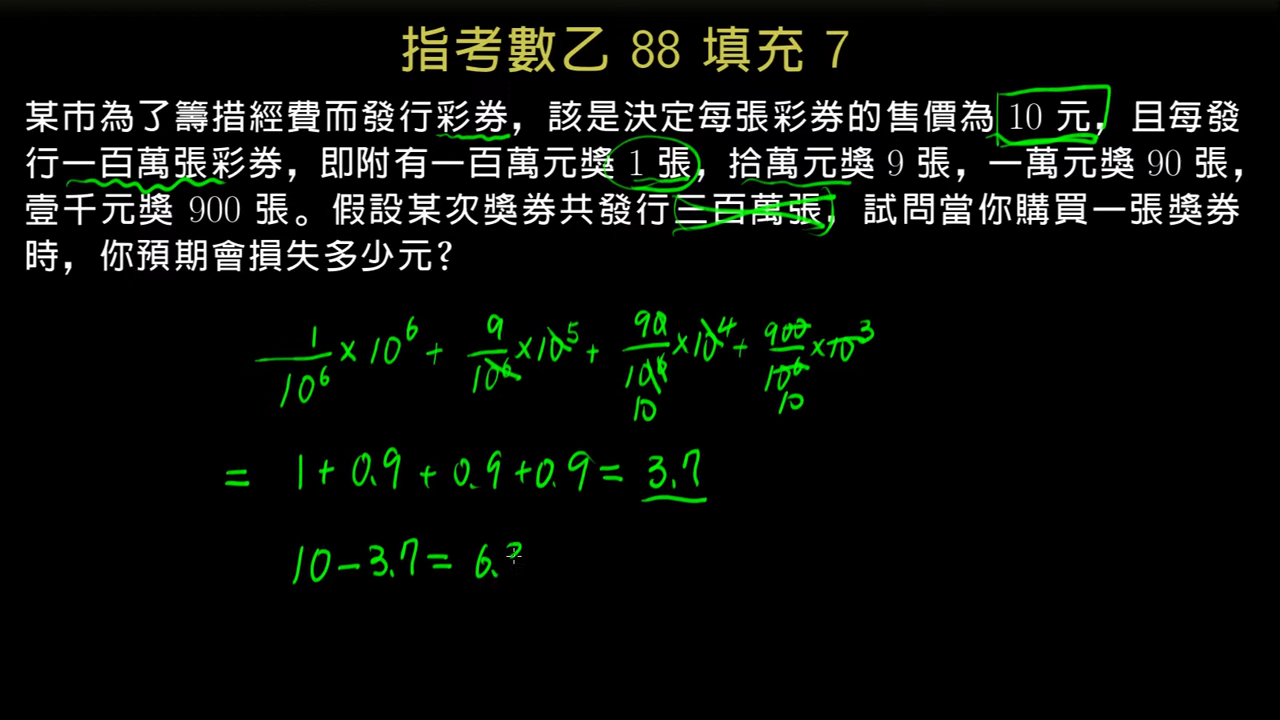 指考數乙 88 填充 7
某市為了籌措經費而發行彩券，該是決定每張彩券的售價為 10 元，且每發
行一百萬張彩券，即附有一百萬元獎 1 張，拾萬元獎 9 張，一萬元獎 90 張，
壹千元獎 900 張。假設某次獎券共發行三百萬張，試問當你購買一張獎券
時，你預期會損失多少元？
1/10^6 × 10^6 + 9/10^6 × 10^5 + 90/10^6 × 10^4 + 900/10^6 × 10^3
10 10
= 1 + 0.9 + 0.9 + 0.9 = 3.7
10 - 3.7 = 6.